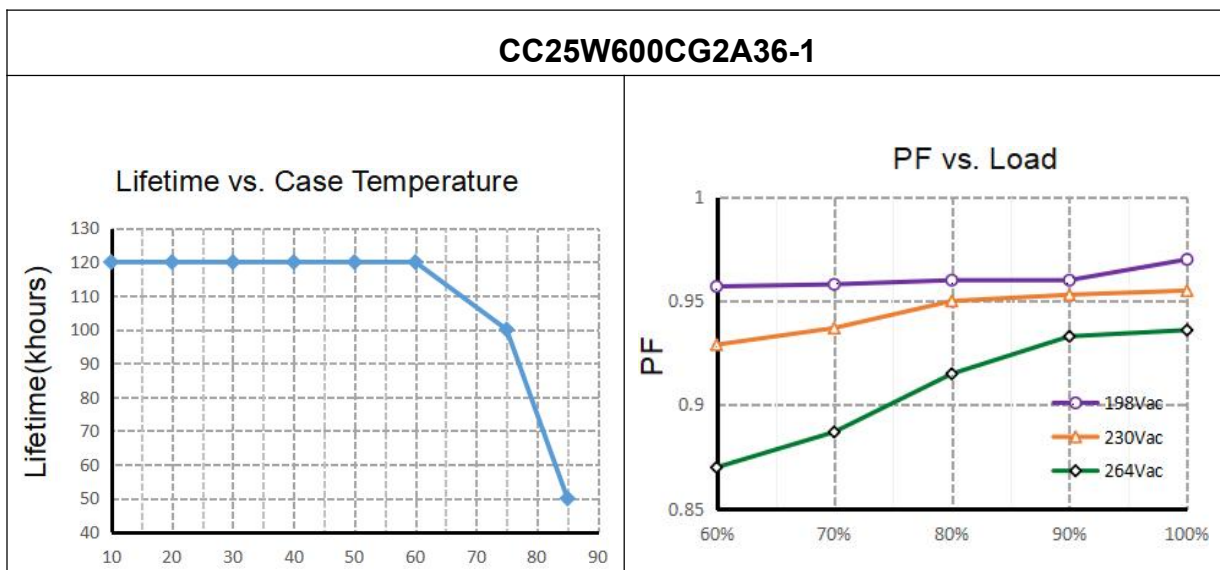 CC25W600CG2A36-1
Lifetime vs. Case Temperature
Lifetime(khours)
130
120
110
100
90
80
70
60
50
40
10 20 30 40 50 60 70 80 90
PF vs. Load
PF
1
0.95
0.9
0.85
198Vac
230Vac
264Vac
60% 70% 80% 90% 100%